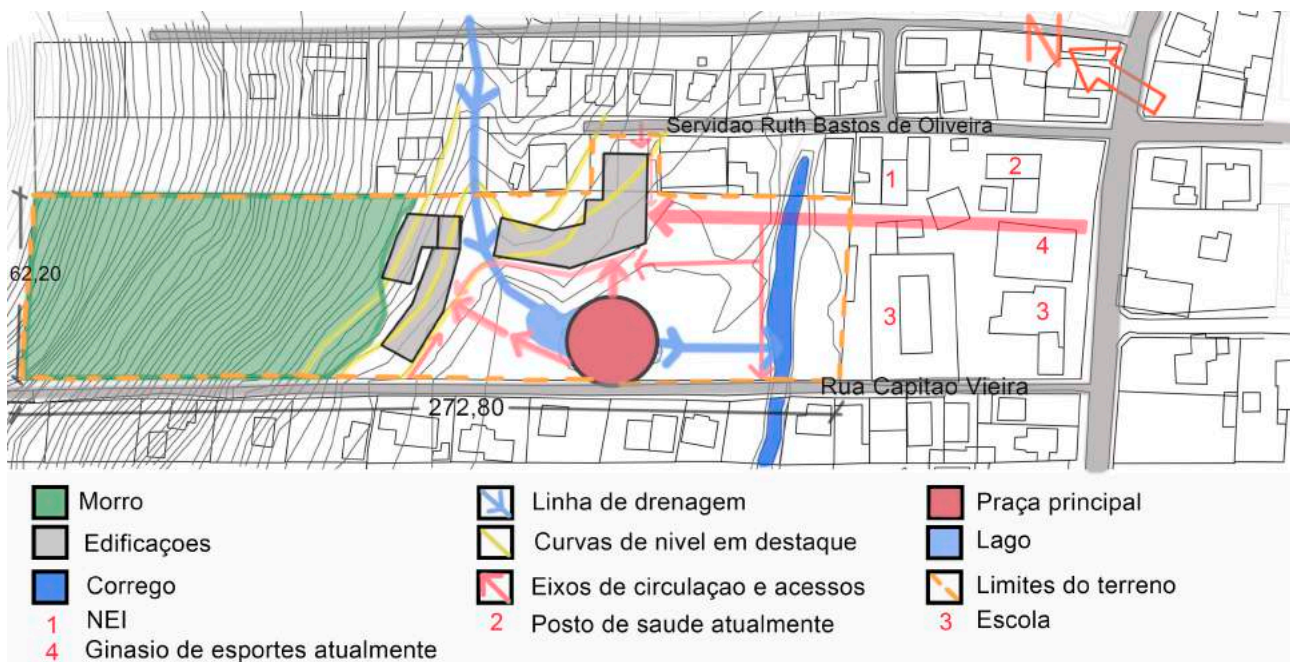 N
Servidao Ruth Bastos de Oliveira
1
2
4
62,20
3
3
Rua Capitao Vieira
272,80
Morro
Linha de drenagem
Praça principal
Edificaçoes
Curvas de nivel em destaque
Lago
Corrego
Eixos de circulaçao e acessos
Limites do terreno
1 NEI
2 Posto de saude atualmente
3 Escola
4 Ginasio de esportes atualmente